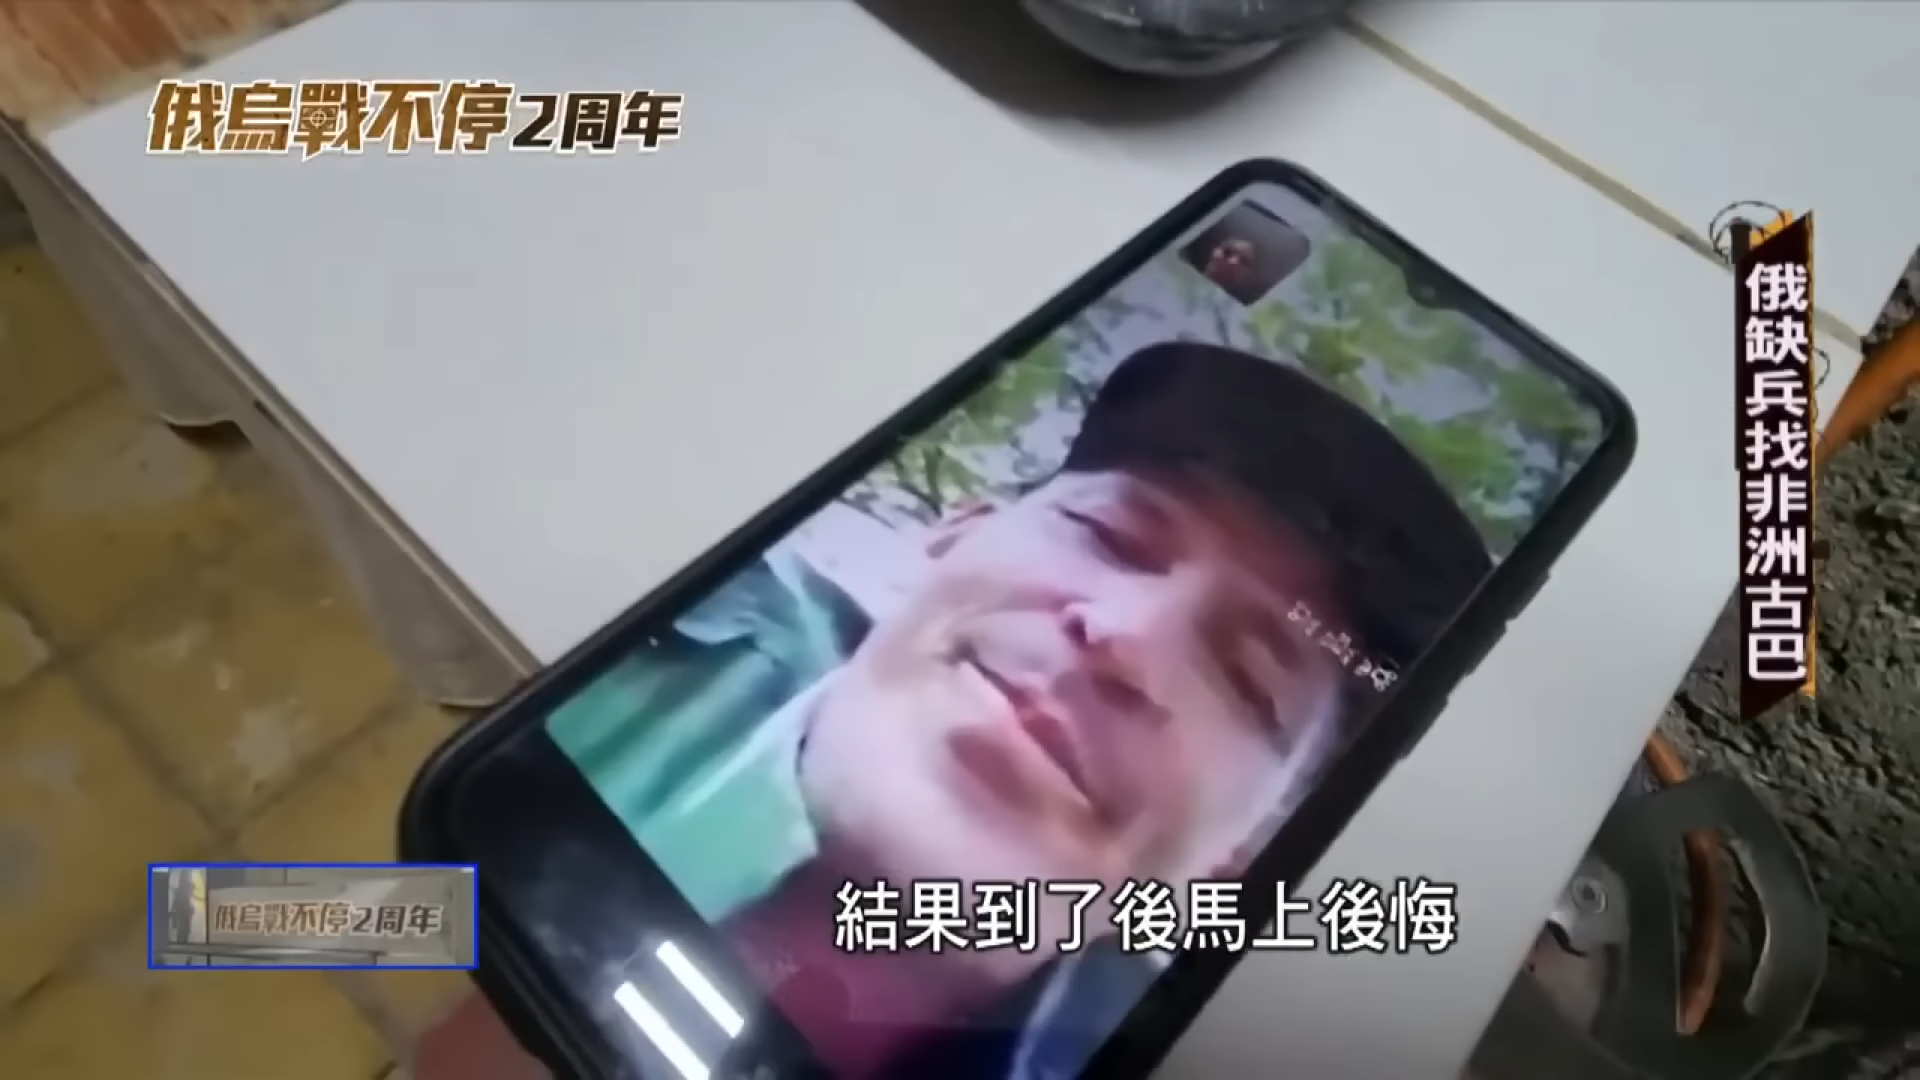 俄烏戰不停2周年
俄缺兵找非洲古巴
結果到了後馬上後悔
俄烏戰不停2周年